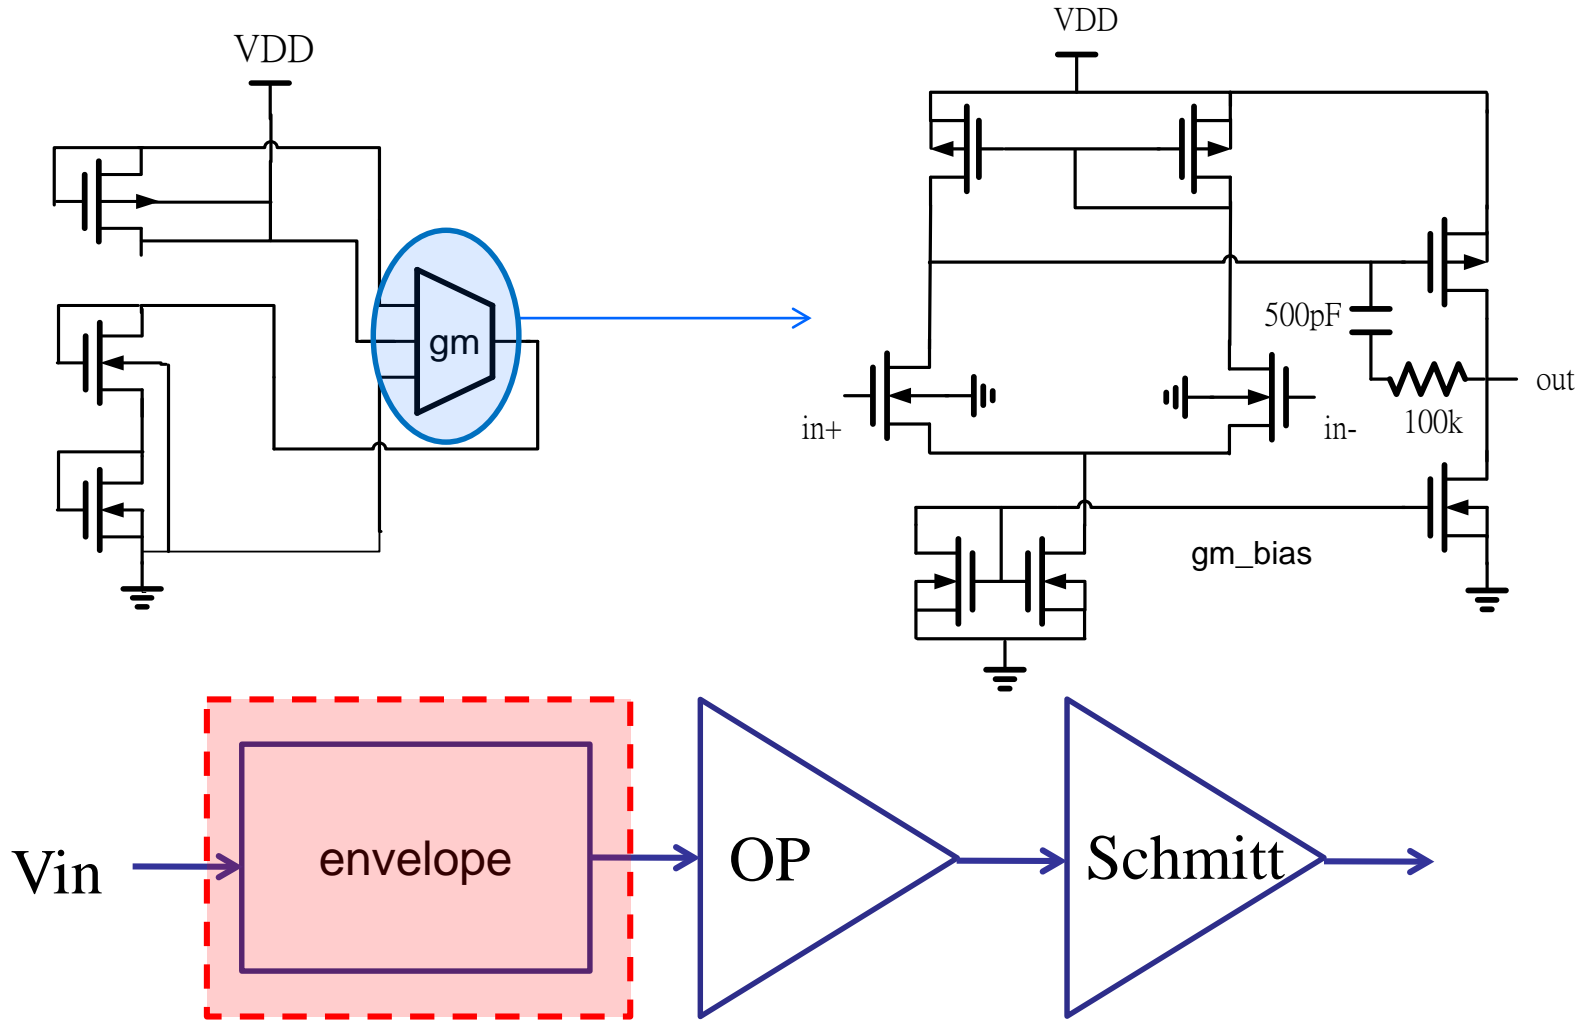 VDD
VDD
gm
500pF
out
100k
in+
in-
gm_bias
Vin
envelope
OP
Schmitt